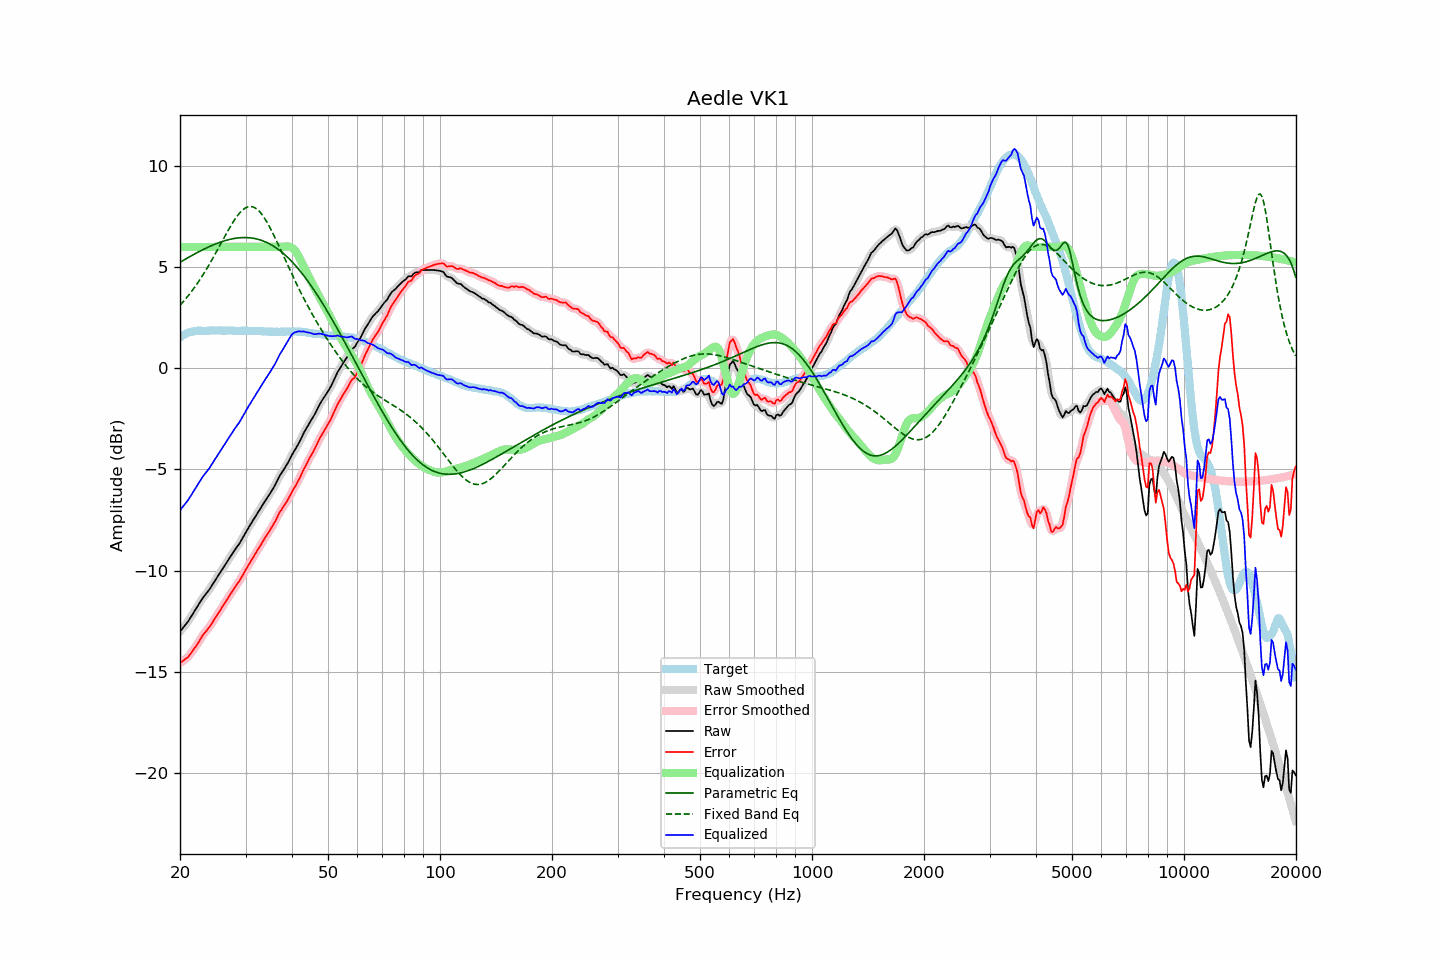 Aedle VK1
Amplitude (dBr)
10
5
0
−5
−10
−15
−20
Target
Raw Smoothed
Error Smoothed
Raw
Error
Equalization
Parametric Eq
Fixed Band Eq
Equalized
20 50 100 200 500 1000 2000 5000 10000 20000
Frequency (Hz)